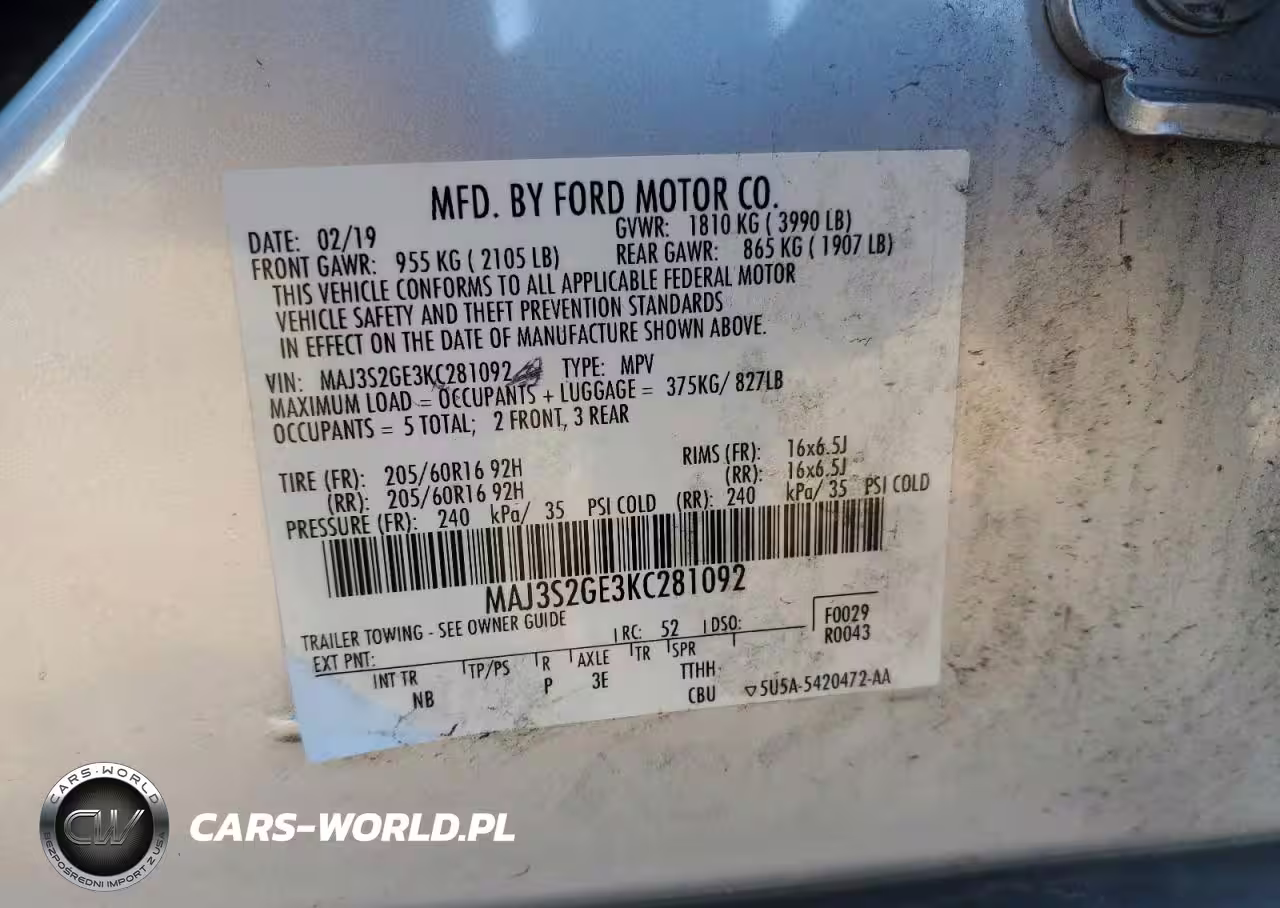 MFD. BY FORD MOTOR CO.
DATE: 02/19 GVWR: 1810 KG ( 3990 LB)
FRONT GAWR: 955 KG ( 2105 LB) REAR GAWR: 865 KG ( 1907 LB)
THIS VEHICLE CONFORMS TO ALL APPLICABLE FEDERAL MOTOR
VEHICLE SAFETY AND THEFT PREVENTION STANDARDS
IN EFFECT ON THE DATE OF MANUFACTURE SHOWN ABOVE.
VIN: MAJ3S2GE3KC281092 TYPE: MPV
MAXIMUM LOAD = OCCUPANTS + LUGGAGE = 375KG/ 827LB
OCCUPANTS = 5 TOTAL; 2 FRONT, 3 REAR
TIRE (FR): 205/60R16 92H RIMS (FR): 16x6.5J
(RR): 205/60R16 92H (RR): 16x6.5J
PRESSURE (FR): 240 kPa/ 35 PSI COLD (RR): 240 kPa/ 35 PSI COLD
MAJ3S2GE3KC281092
TRAILER TOWING - SEE OWNER GUIDE
EXT PNT: RC: 52 DSO: F0029
R0043
INT TR TP/PS R AXLE TR SPR
NB P 3E TTHH
CBU ▽5U5A-5420472-AA
CARS-WORLD
CW
BEZPOŚREDNI IMPORT Z USA
CARS-WORLD.PL